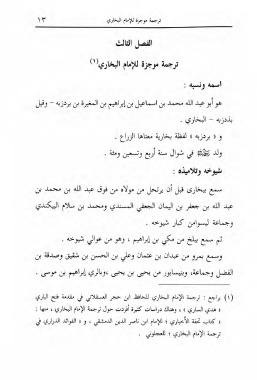 ترجمة موجزة للإمام البخاري ١٣
الفصل الثالث
ترجمة موجزة للإمام البخاري (١)
اسمه ونسبه :
هو أبو عبد الله محمد بن اسماعيل بن إبراهيم بن المغيرة بن بردزبه – وقيل
بذدزبه – البخاري .
و « بردزبه » لفظة بخارية معناها الزراع .
ولد ﷺ في شوال سنة أربع وتسعين ومئة .
شيوخه وتلاميذه :
سمع ببخارى قبل أن يرتحل من مولاه من فوق عبد الله بن محمد بن
عبد الله بن جعفر بن اليمان الجعفي المسندي ومحمد بن سلام البيكندي
وجماعة ليسوا من كبار شيوخه .
ثم سمع ببلخ من مكي بن إبراهيم ، وهو من عوالي شيوخه .
وسمع بمرو من عبدان بن عثمان وعلي بن الحسن بن شقيق وصدقة بن
الفضل وجماعة، وبنيسابور من يحيى بن يحيى ،وبالري إبراهيم بن موسى .
(١) يراجع : ترجمة الإمام البخاري للحافظ ابن حجر العسقلاني في مقدمة فتح الباري
« هدي الساري » ، وهناك دراسات كثيرة أفردت حول ترجمة الإمام البخاري ، منها :
« كتاب تحفة الأخباري » للإمام ابن ناصر الدين الدمشقي ، و « الفوائد الدراري في
ترجمة الإمام البخاري » للعجلوني .